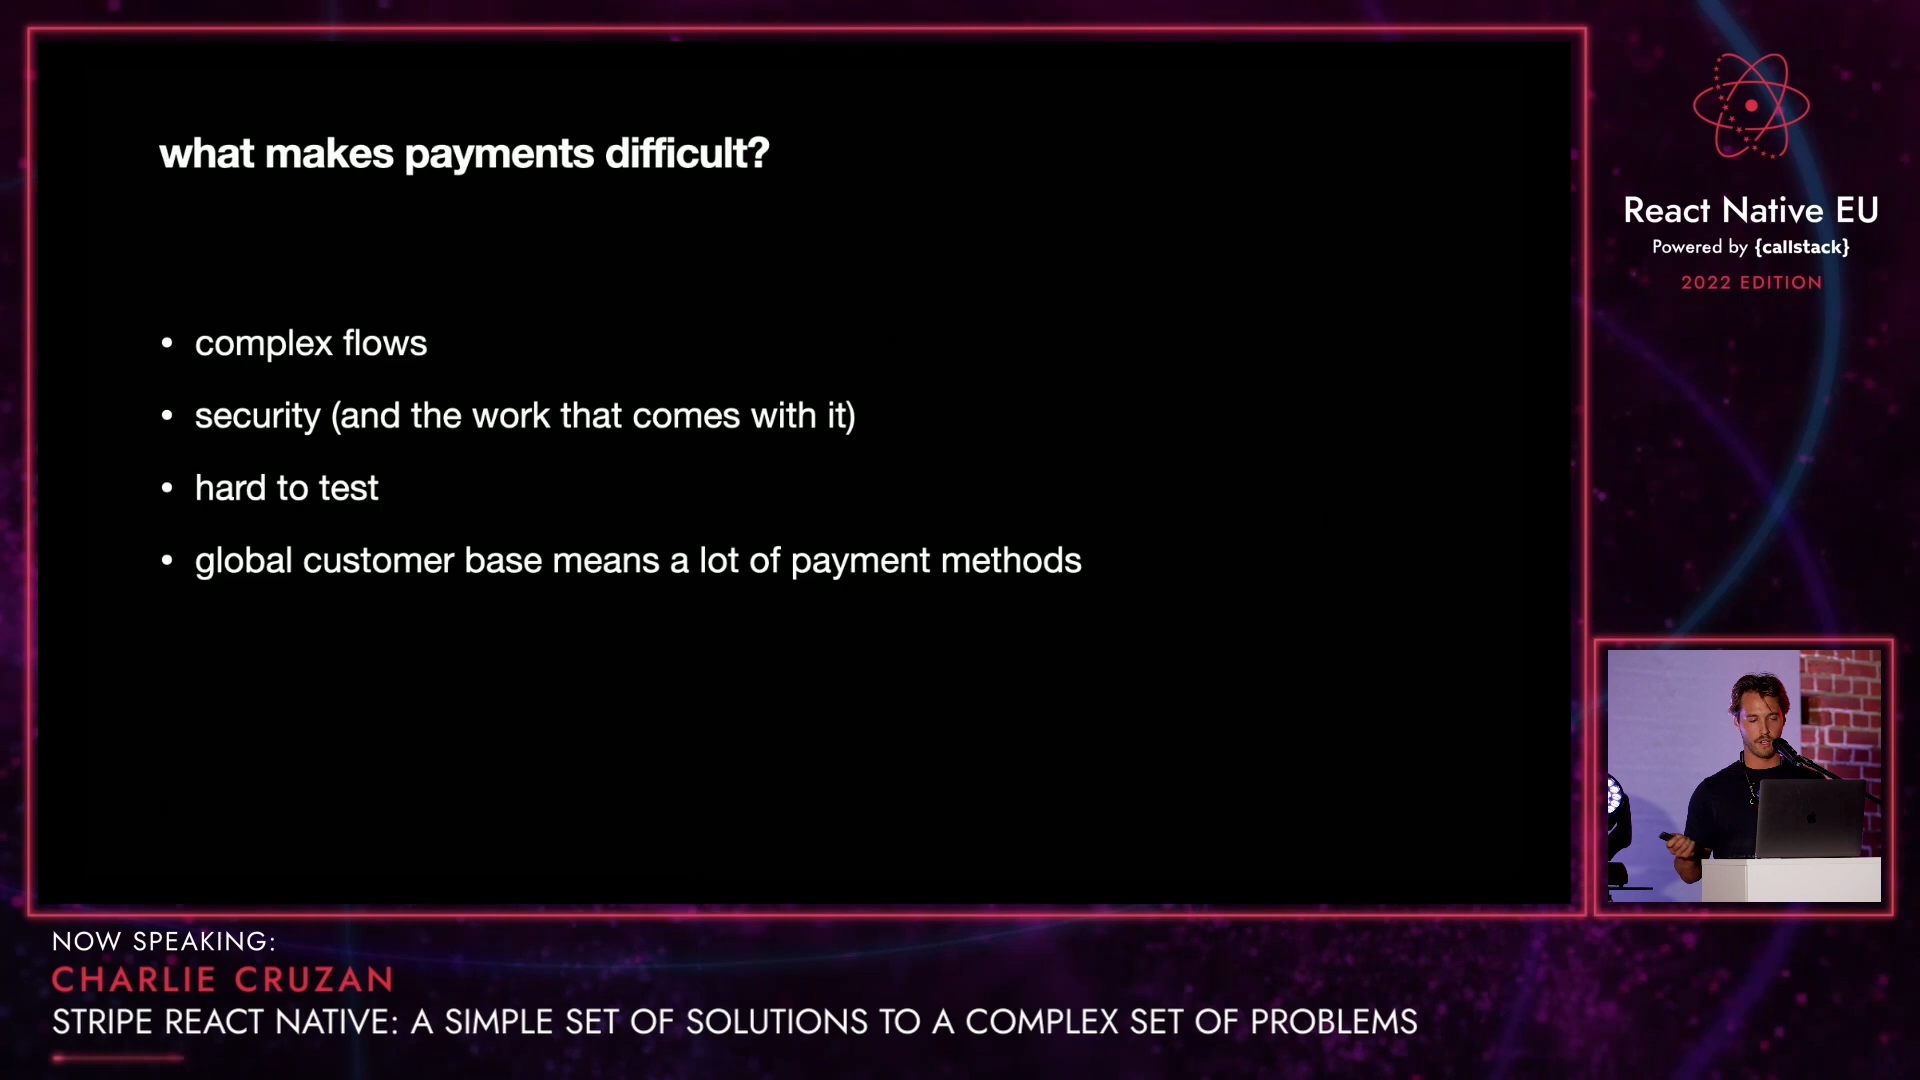 what makes payments difficult?
• complex flows
• security (and the work that comes with it)
• hard to test
• global customer base means a lot of payment methods
React Native EU
Powered by {callstack}
2022 EDITION
NOW SPEAKING:
CHARLIE CRUZAN
STRIPE REACT NATIVE: A SIMPLE SET OF SOLUTIONS TO A COMPLEX SET OF PROBLEMS